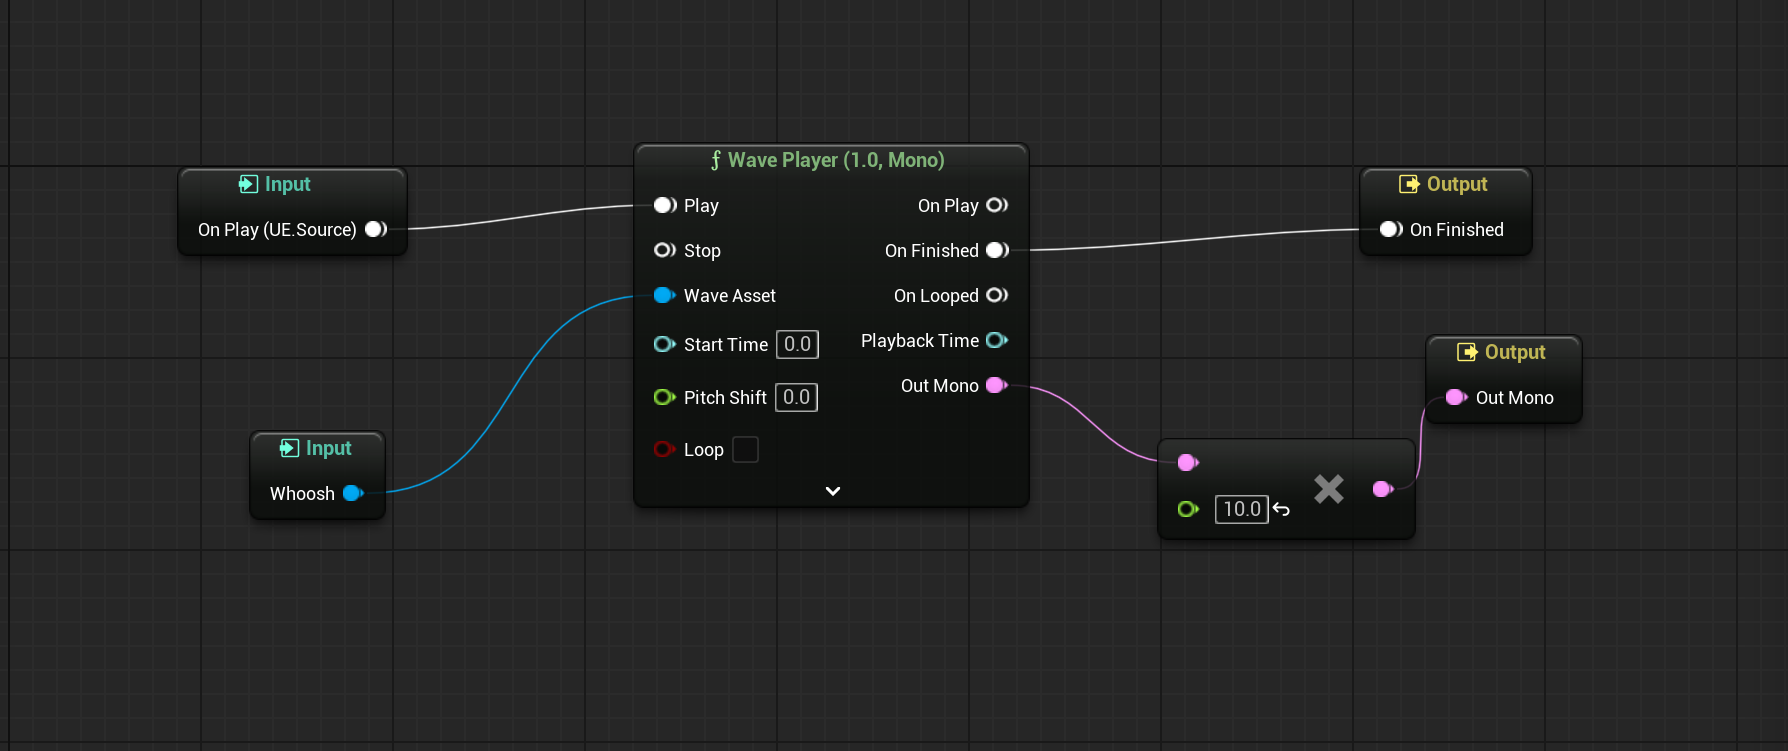 Input
On Play (UE.Source)
Input
Whoosh
Wave Player (1.0, Mono)
Play
On Play
Stop
On Finished
Wave Asset
On Looped
Start Time 0.0
Playback Time
Pitch Shift 0.0
Out Mono
Loop
10.0
Output
On Finished
Output
Out Mono